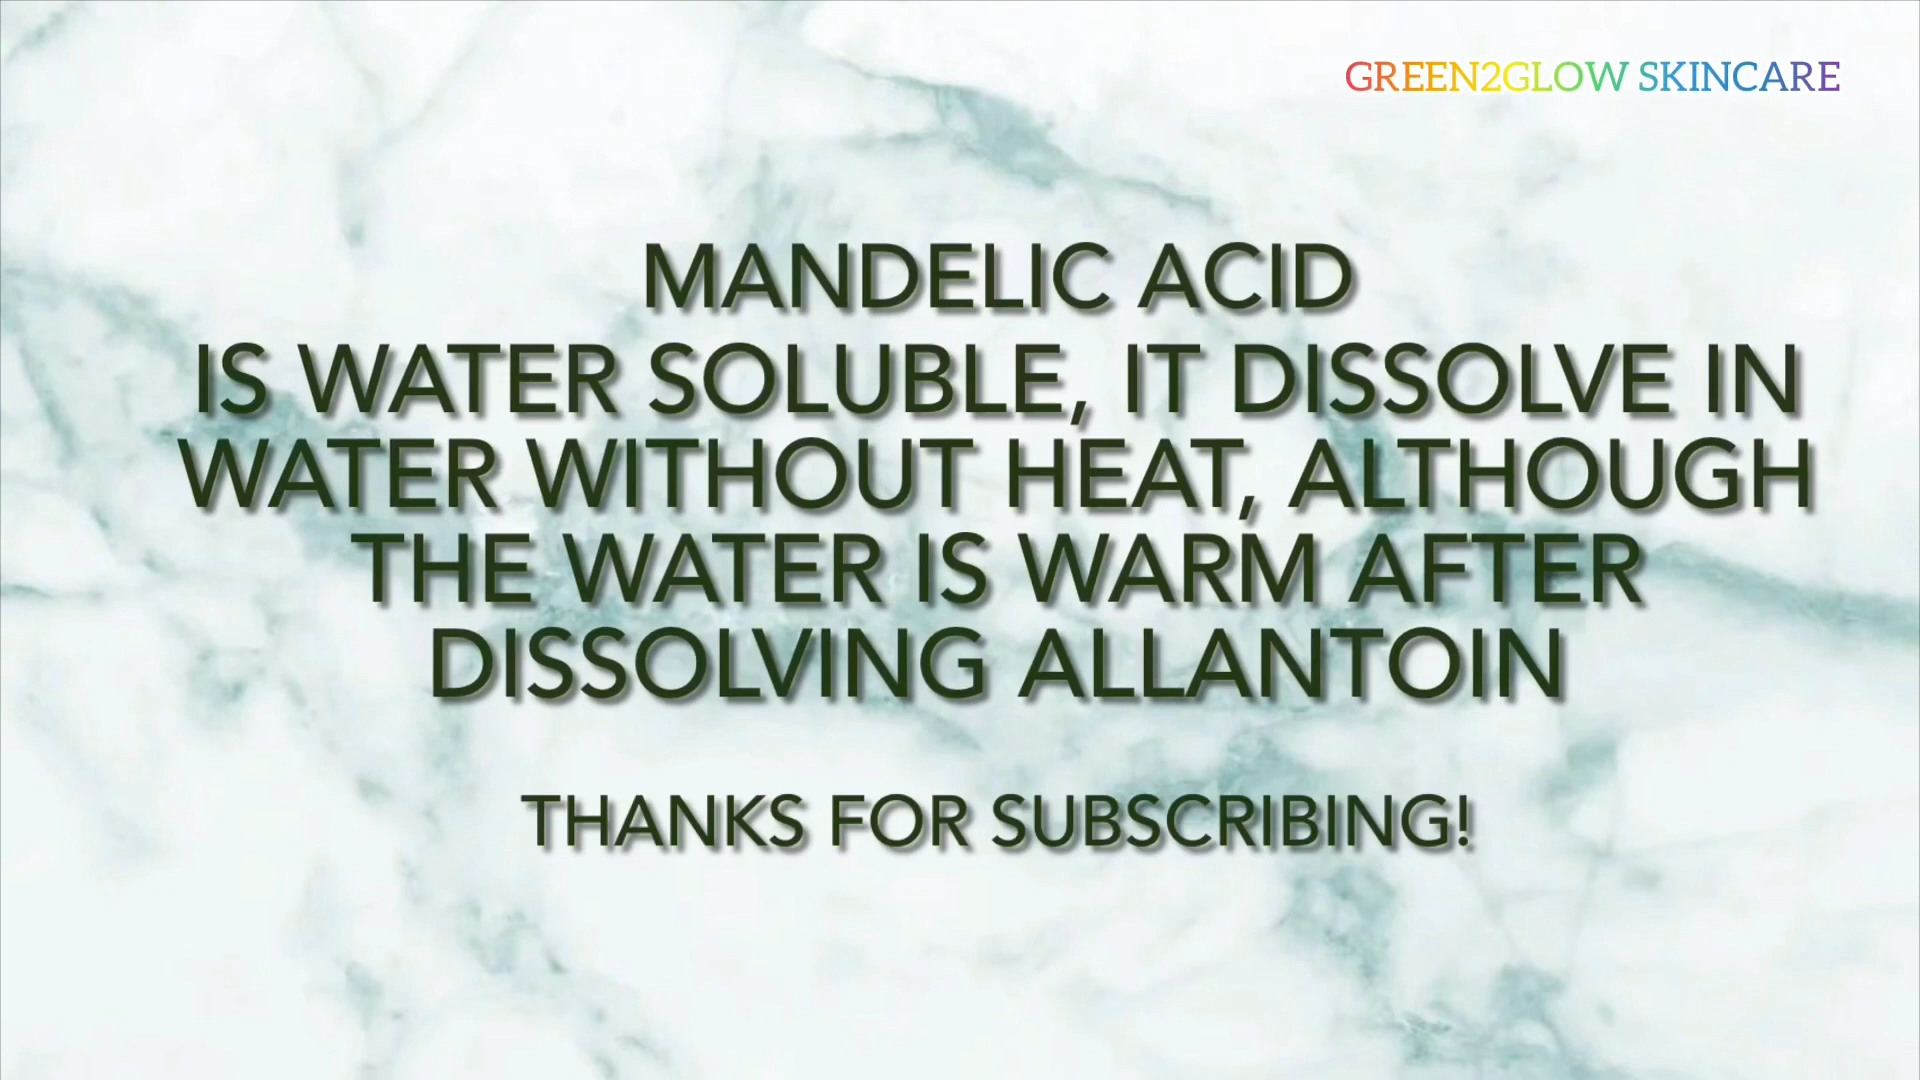 GREEN2GLOW SKINCARE
MANDELIC ACID
IS WATER SOLUBLE, IT DISSOLVE IN
WATER WITHOUT HEAT, ALTHOUGH
THE WATER IS WARM AFTER
DISSOLVING ALLANTOIN
THANKS FOR SUBSCRIBING!